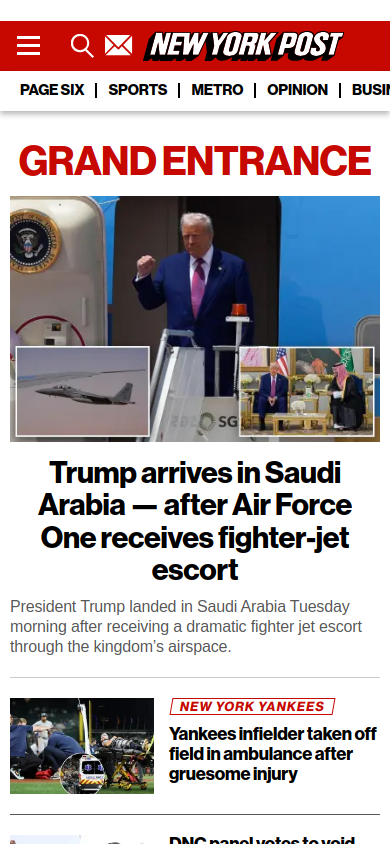 NEW YORK POST
PAGE SIX | SPORTS | METRO | OPINION |
GRAND ENTRANCE
SG
Trump arrives in Saudi
Arabia — after Air Force
One receives fighter-jet
escort
President Trump landed in Saudi Arabia Tuesday
morning after receiving a dramatic fighter jet escort
through the kingdom's airspace.
NEW YORK YANKEES
Yankees infielder taken off
field in ambulance after
gruesome injury
DNC panel votes to void